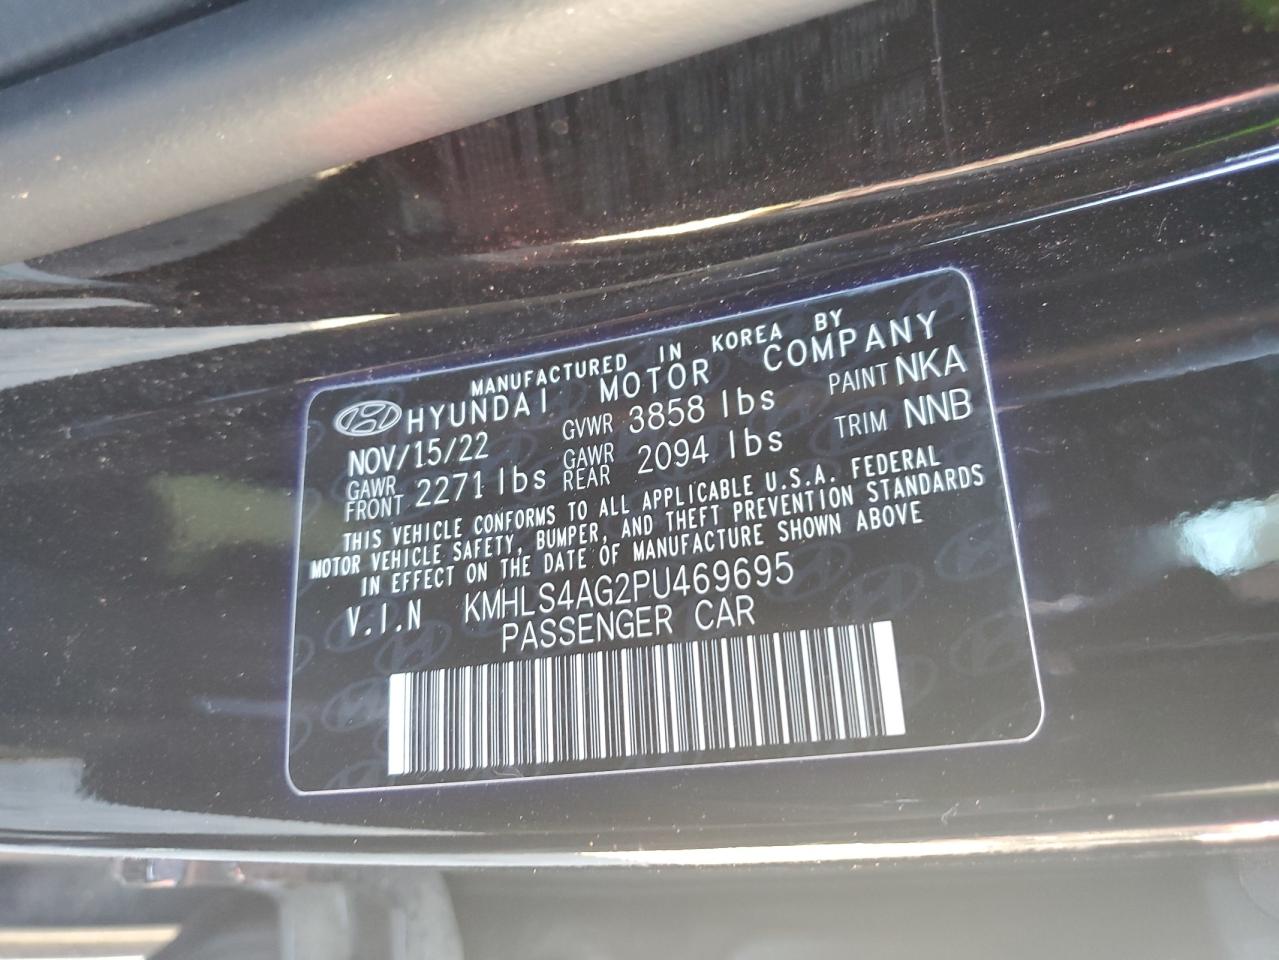 MANUFACTURED IN KOREA BY
HYUNDAI MOTOR COMPANY
NOV/15/22 GVWR 3858 lbs PAINT NKA
GAWR FRONT 2271 lbs GAWR REAR 2094 lbs TRIM NNB
THIS VEHICLE CONFORMS TO ALL APPLICABLE U.S.A. FEDERAL
MOTOR VEHICLE SAFETY, BUMPER, AND THEFT PREVENTION STANDARDS
IN EFFECT ON THE DATE OF MANUFACTURE SHOWN ABOVE
V.I.N KMHLS4AG2PU469695
PASSENGER CAR